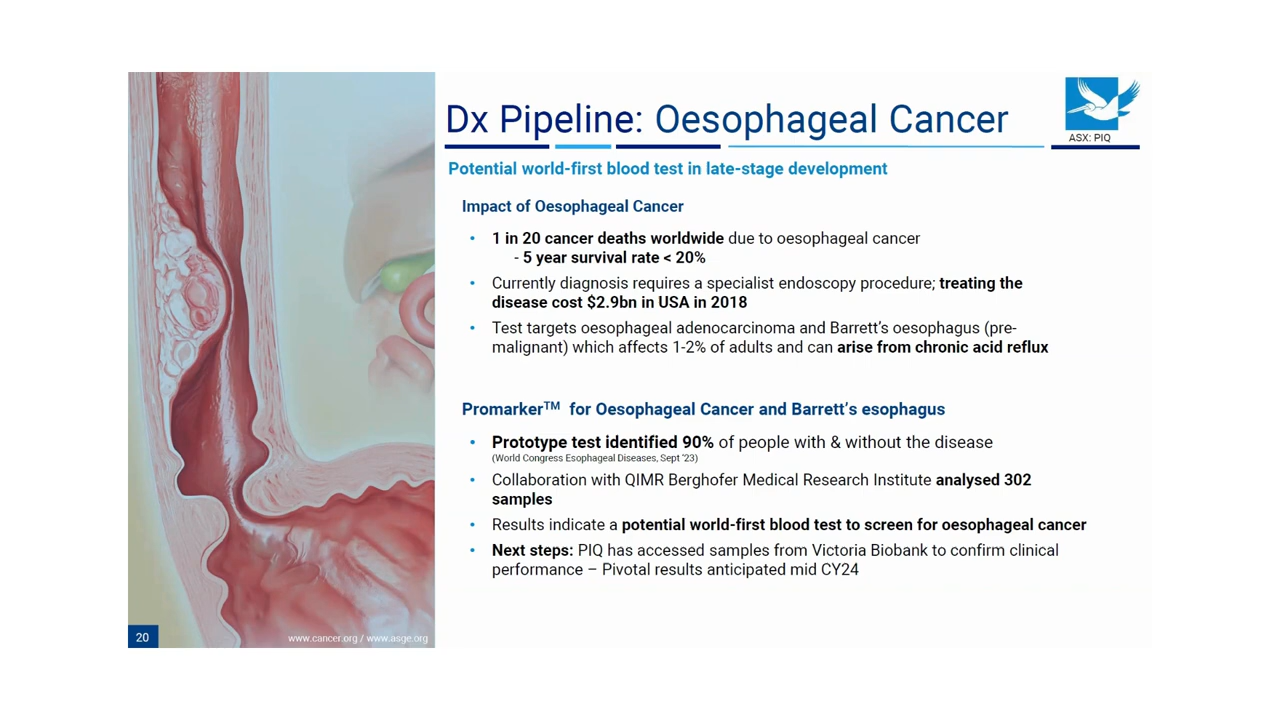 Dx Pipeline: Oesophageal Cancer
ASX: PIQ
Potential world-first blood test in late-stage development
Impact of Oesophageal Cancer
• 1 in 20 cancer deaths worldwide due to oesophageal cancer
- 5 year survival rate < 20%
• Currently diagnosis requires a specialist endoscopy procedure; treating the
disease cost $2.9bn in USA in 2018
• Test targets oesophageal adenocarcinoma and Barrett's oesophagus (pre-
malignant) which affects 1-2% of adults and can arise from chronic acid reflux
Promarker™ for Oesophageal Cancer and Barrett's esophagus
• Prototype test identified 90% of people with & without the disease
(World Congress Esophageal Diseases, Sept '23)
• Collaboration with QIMR Berghofer Medical Research Institute analysed 302
samples
• Results indicate a potential world-first blood test to screen for oesophageal cancer
• Next steps: PIQ has accessed samples from Victoria Biobank to confirm clinical
performance – Pivotal results anticipated mid CY24
20
www.cancer.org / www.asge.org